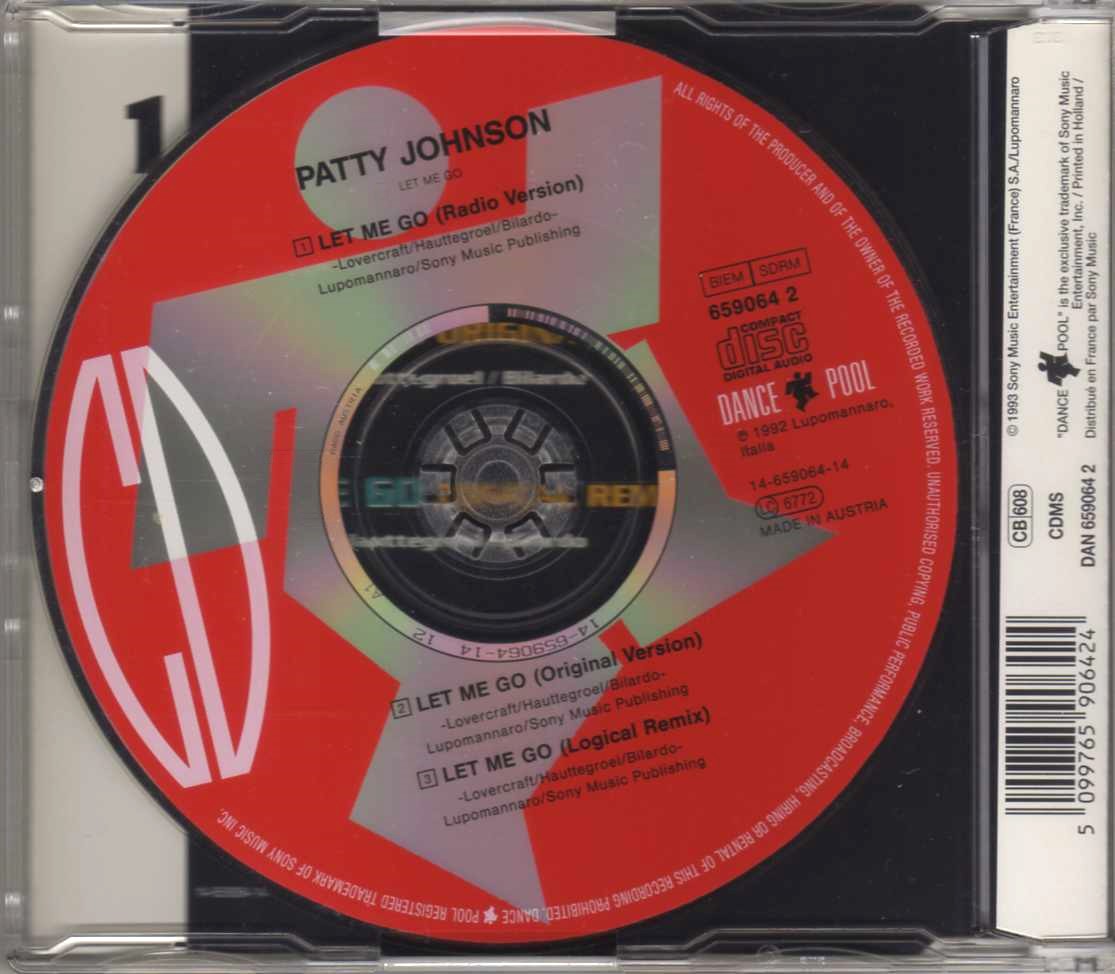 1
PATTY JOHNSON
LET ME GO
1 LET ME GO (Radio Version)
-Lovercraft/Hauttegroel/Bilardo-
Lupomannaro/Sony Music Publishing
BIEM SDRM
659064 2
COMPACT
disc
DIGITAL AUDIO
DANCE POOL
℗ 1992 Lupomannaro,
Italia
14-659064-14
LC 6772
MADE IN AUSTRIA
CD
14-659064-14 12 A1
2 LET ME GO (Original Version)
-Lovercraft/Hauttegroel/Bilardo-
Lupomannaro/Sony Music Publishing
3 LET ME GO (Logical Remix)
-Lovercraft/Hauttegroel/Bilardo-
Lupomannaro/Sony Music Publishing
ALL RIGHTS OF THE PRODUCER AND OF THE OWNER OF THE RECORDED WORK RESERVED. UNAUTHORISED COPYING, PUBLIC PERFORMANCE, BROADCASTING, HIRING OR RENTAL OF THIS RECORDING PROHIBITED. DANCE POOL REGISTERED TRADEMARK OF SONY MUSIC INC.
© 1993 Sony Music Entertainment (France) S.A./Lupomannaro
"DANCE POOL" is the exclusive trademark of Sony Music
Entertainment, Inc. / Printed in Holland /
Distribué en France par Sony Music
CB 608
CDMS
DAN 659064 2
5 099765 906424